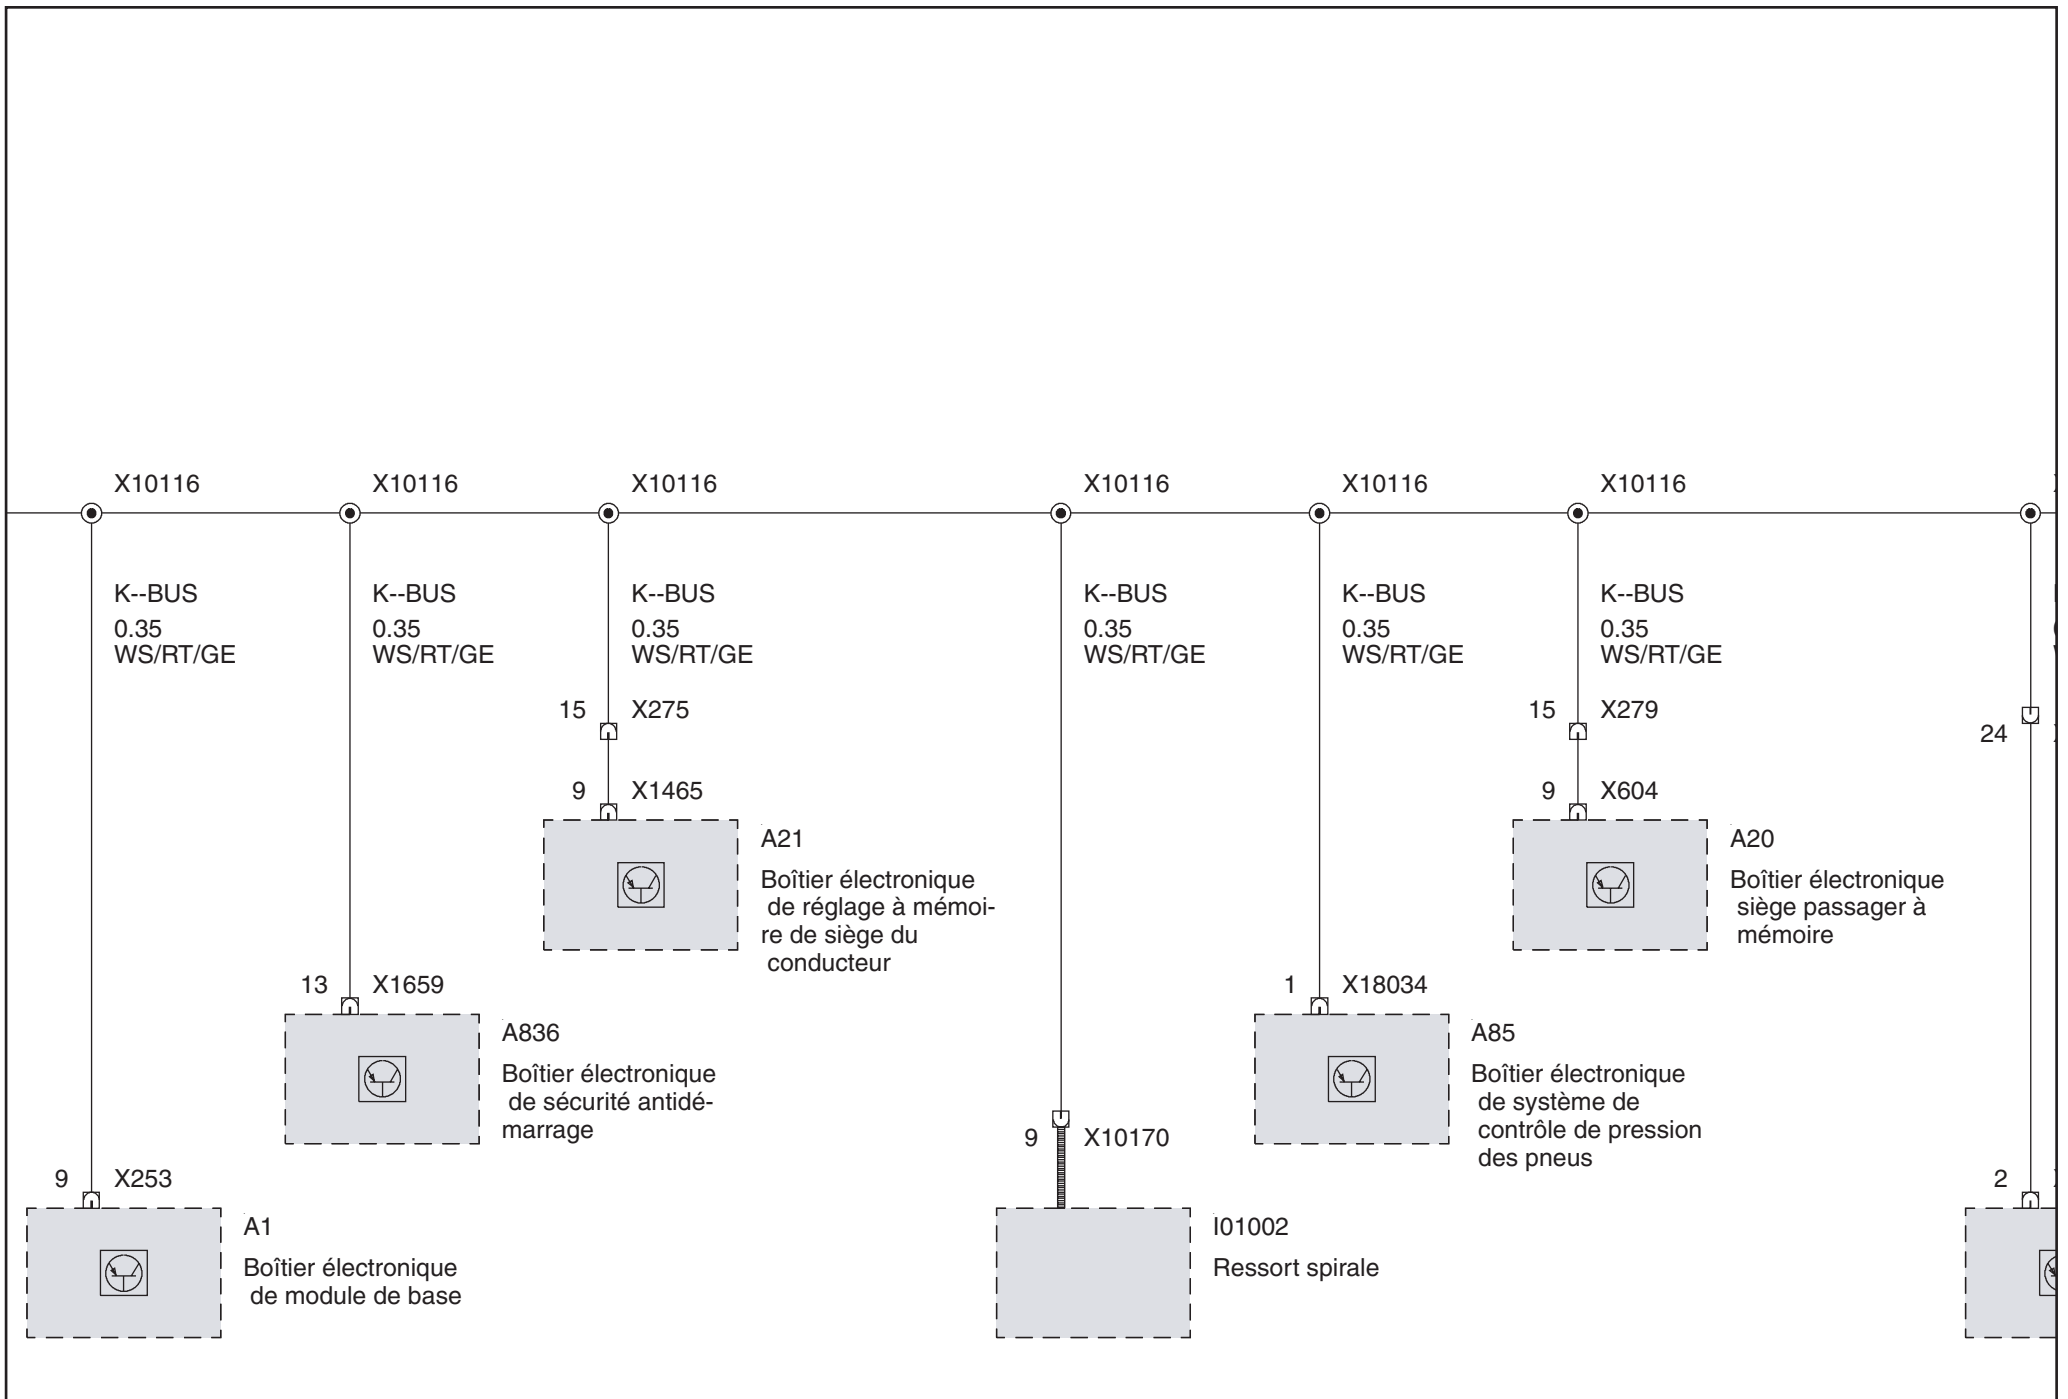 X10116
X10116
X10116
X10116
X10116
X10116
K--BUS
0.35
WS/RT/GE
K--BUS
0.35
WS/RT/GE
K--BUS
0.35
WS/RT/GE
K--BUS
0.35
WS/RT/GE
K--BUS
0.35
WS/RT/GE
K--BUS
0.35
WS/RT/GE
15 X275
15 X279
24
9 X1465
9 X604
A21
Boîtier électronique
de réglage à mémoi-
re de siège du
conducteur
A20
Boîtier électronique
siège passager à
mémoire
13 X1659
1 X18034
A836
Boîtier électronique
de sécurité antidé-
marrage
A85
Boîtier électronique
de système de
contrôle de pression
des pneus
9 X10170
9 X253
2
A1
Boîtier électronique
de module de base
I01002
Ressort spirale